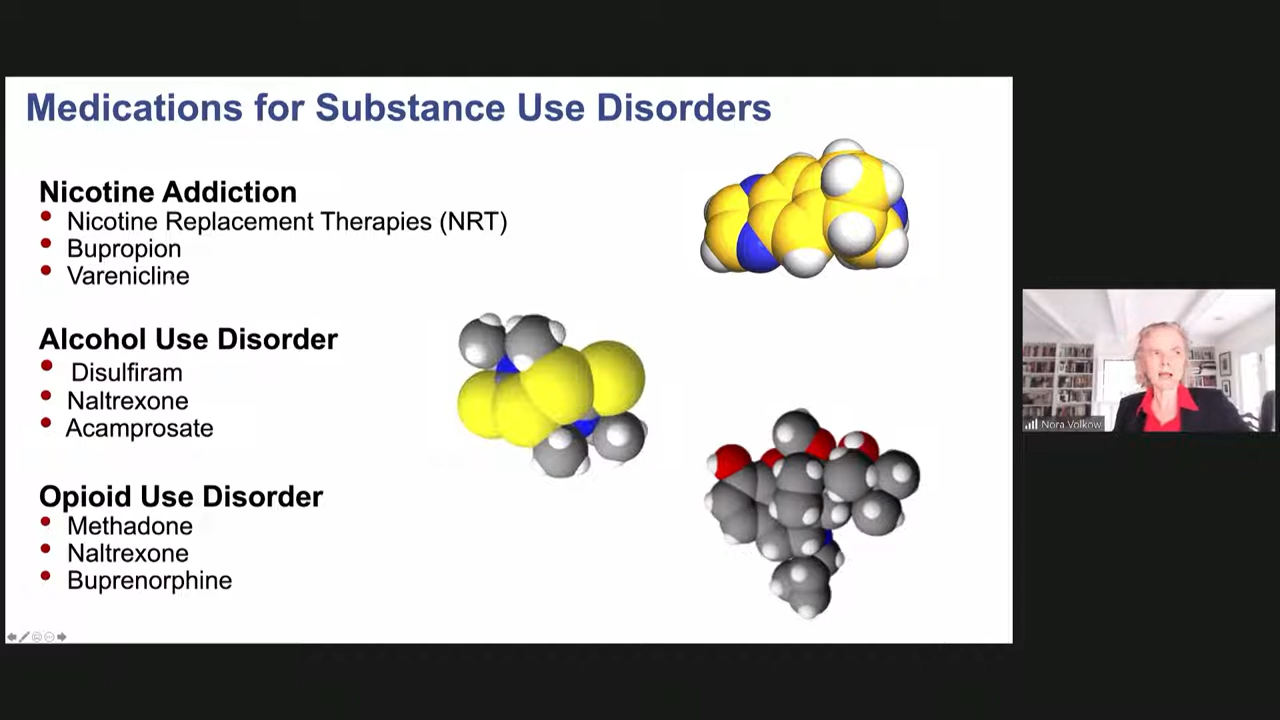 Medications for Substance Use Disorders
Nicotine Addiction
Nicotine Replacement Therapies (NRT)
Bupropion
Varenicline
Alcohol Use Disorder
Disulfiram
Naltrexone
Acamprosate
Opioid Use Disorder
Methadone
Naltrexone
Buprenorphine
Nora Volkow